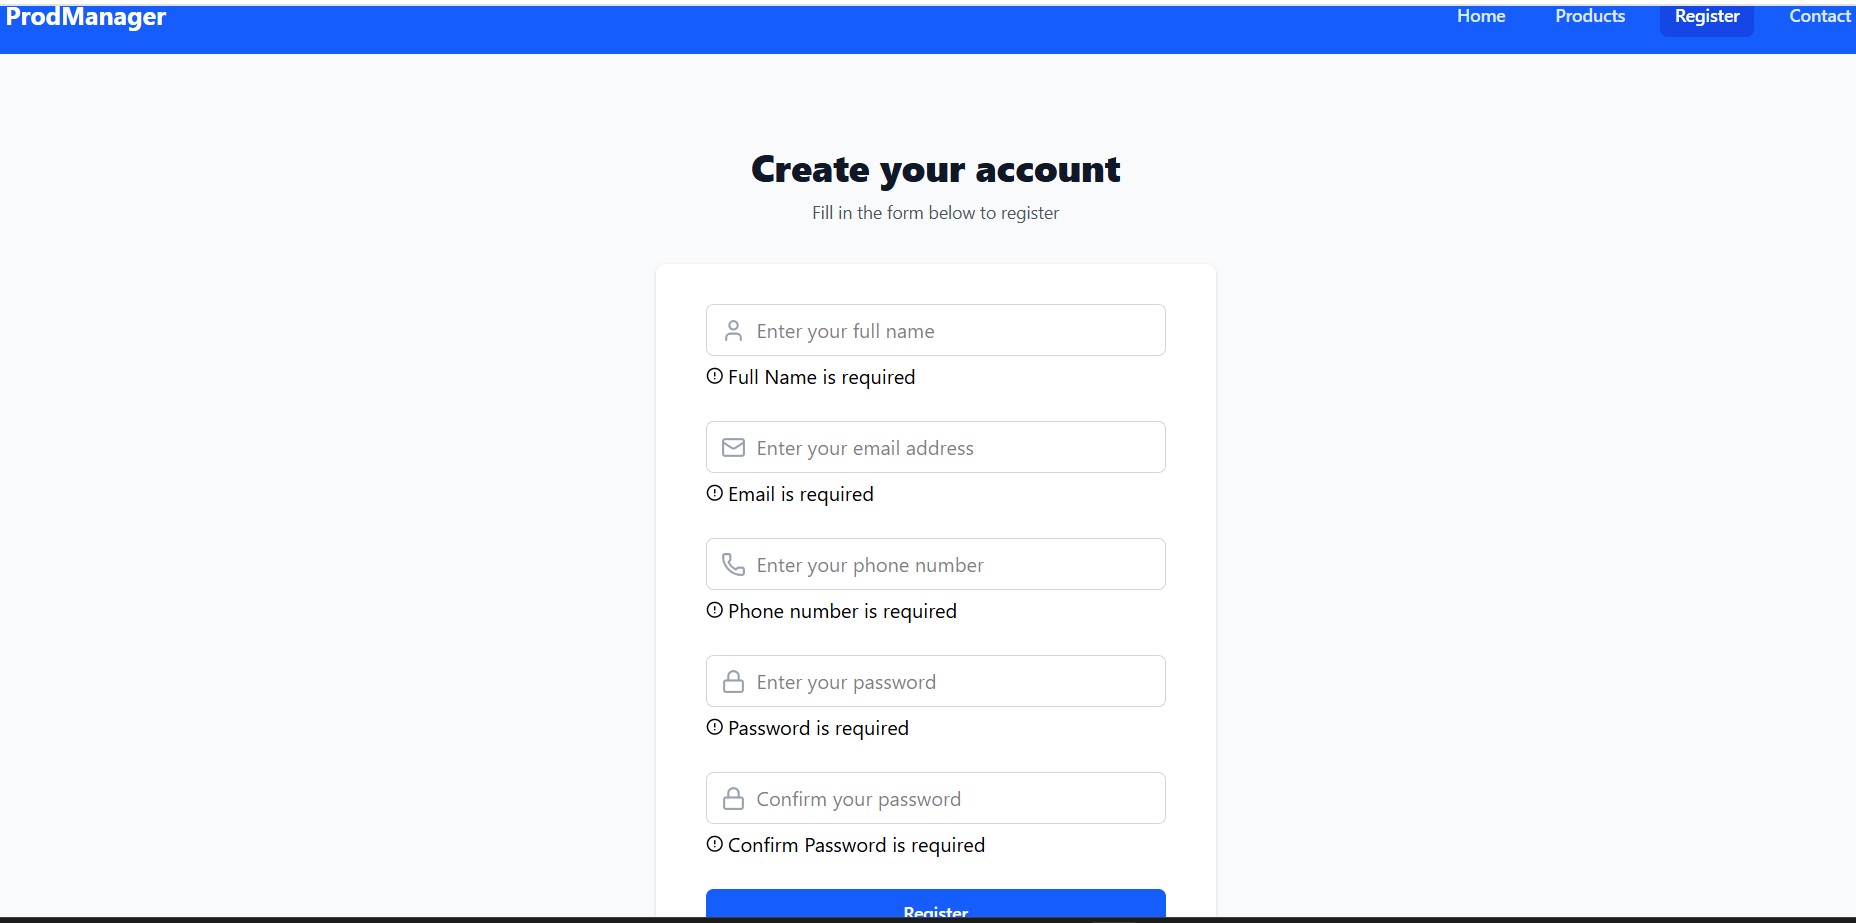 ProdManager
Home Products Register Contact
Create your account
Fill in the form below to register
Enter your full name
Full Name is required
Enter your email address
Email is required
Enter your phone number
Phone number is required
Enter your password
Password is required
Confirm your password
Confirm Password is required
Register